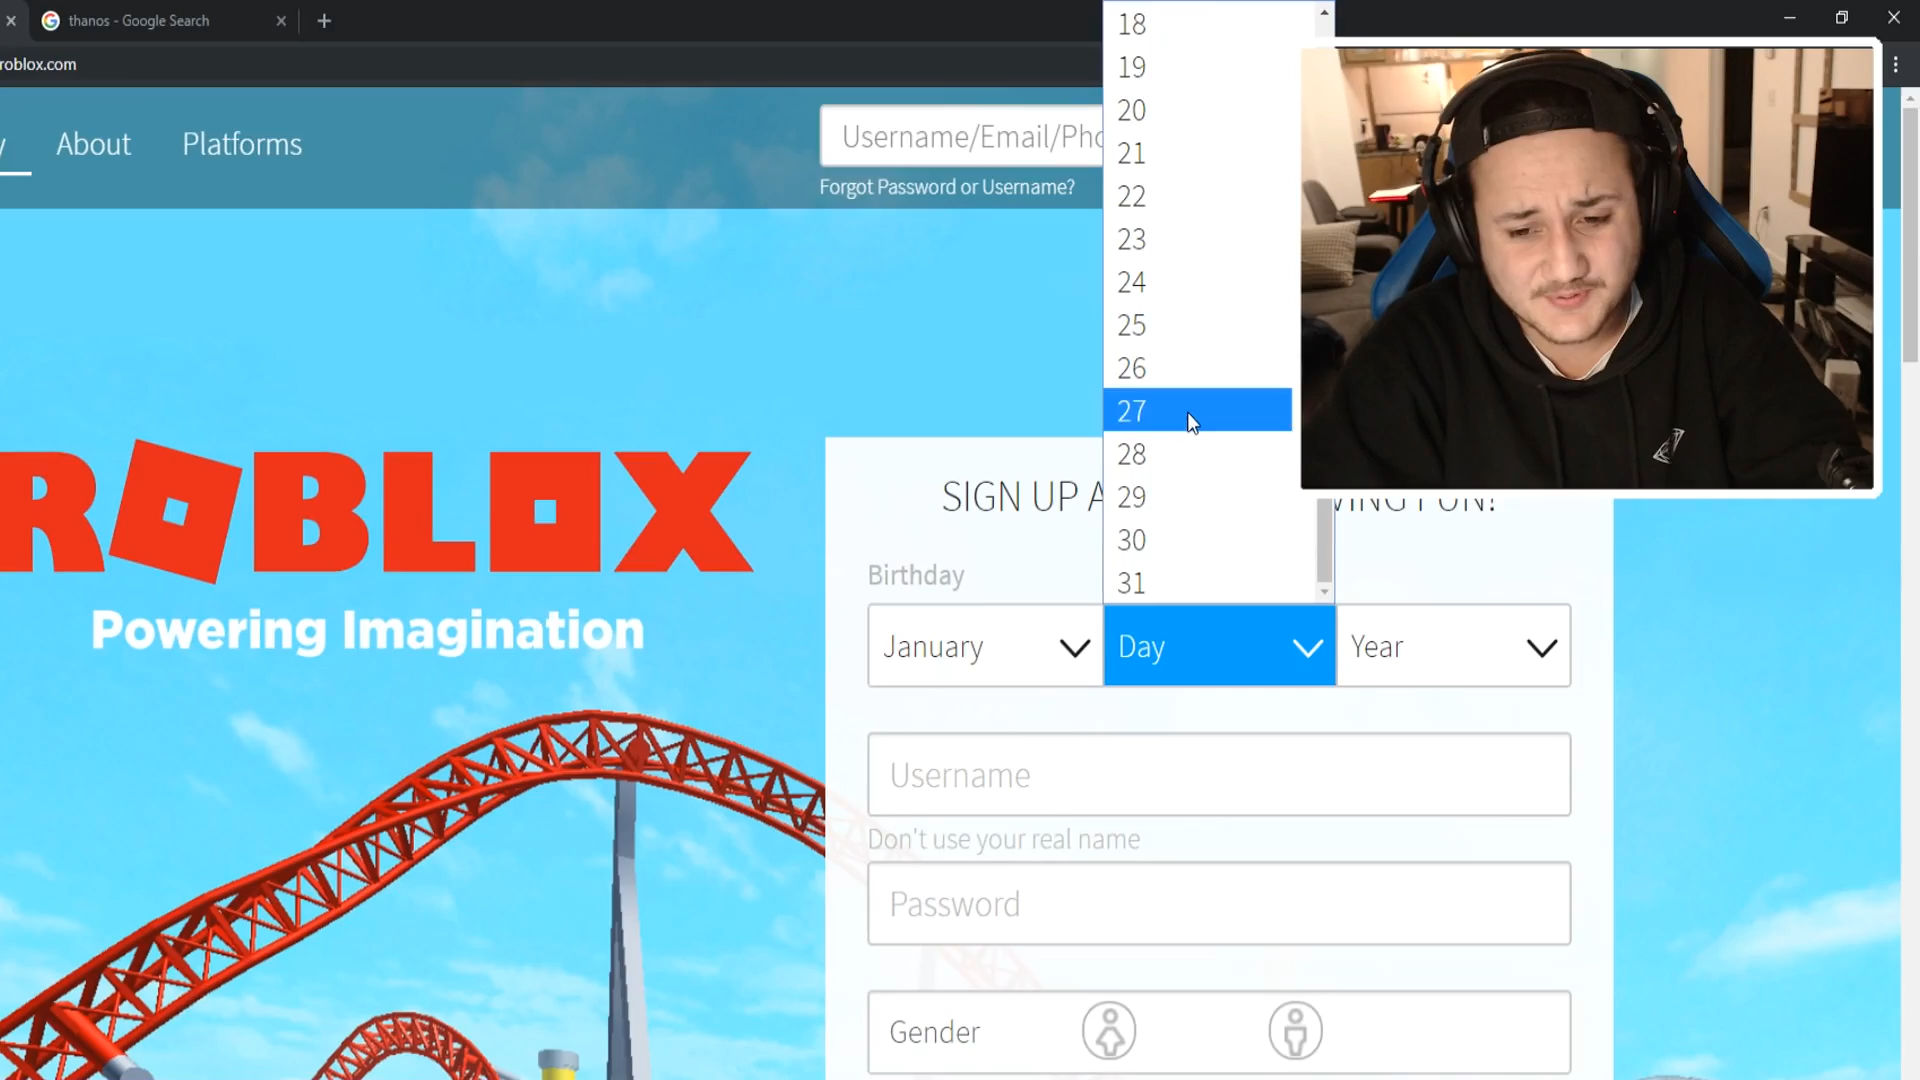 thanos - Google Search
roblox.com
About
Platforms
Username/Email/Pho
Forgot Password or Username?
18
19
20
21
22
23
24
25
26
27
28
29
30
31
ROBLOX
Powering Imagination
SIGN UP A
VING FUN!
Birthday
January
Day
Year
Username
Don't use your real name
Password
Gender